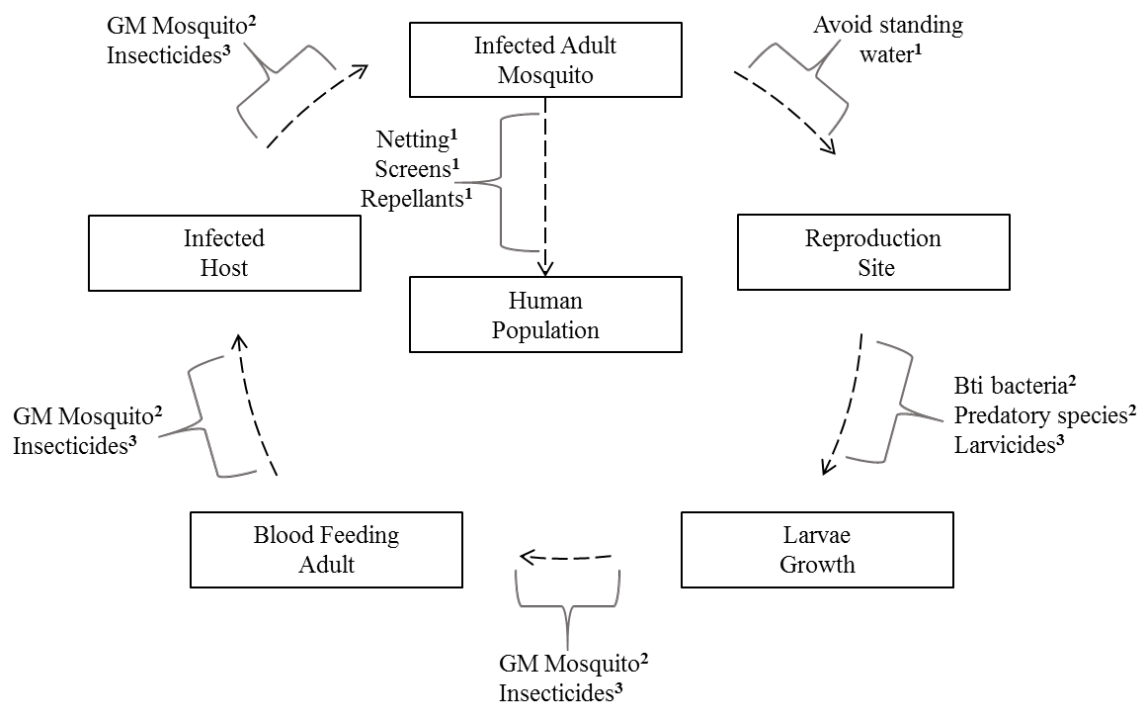 GM Mosquito²
Insecticides³
Infected Adult
Mosquito
Avoid standing
water¹
Netting¹
Screens¹
Repellants¹
Infected
Host
Reproduction
Site
Human
Population
GM Mosquito²
Insecticides³
Bti bacteria²
Predatory species²
Larvicides³
Blood Feeding
Adult
Larvae
Growth
GM Mosquito²
Insecticides³